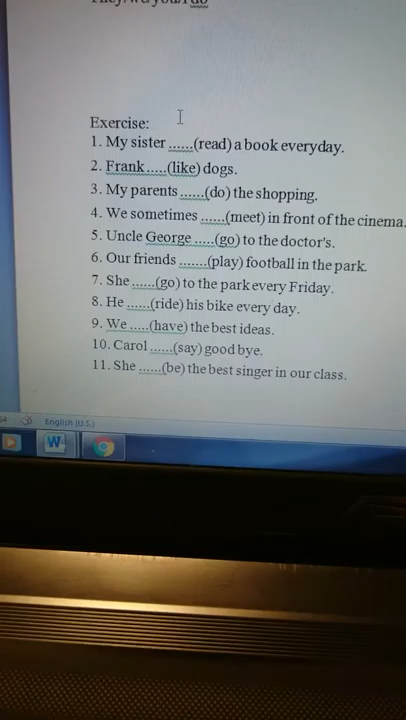 They/we/you/I do
Exercise:
1. My sister ......(read) a book everyday.
2. Frank .....(like) dogs.
3. My parents ......(do) the shopping.
4. We sometimes ......(meet) in front of the cinema.
5. Uncle George .....(go) to the doctor's.
6. Our friends .......(play) football in the park.
7. She ......(go) to the park every Friday.
8. He ......(ride) his bike every day.
9. We .....(have) the best ideas.
10. Carol ......(say) good bye.
11. She ......(be) the best singer in our class.
English (U.S.)
W